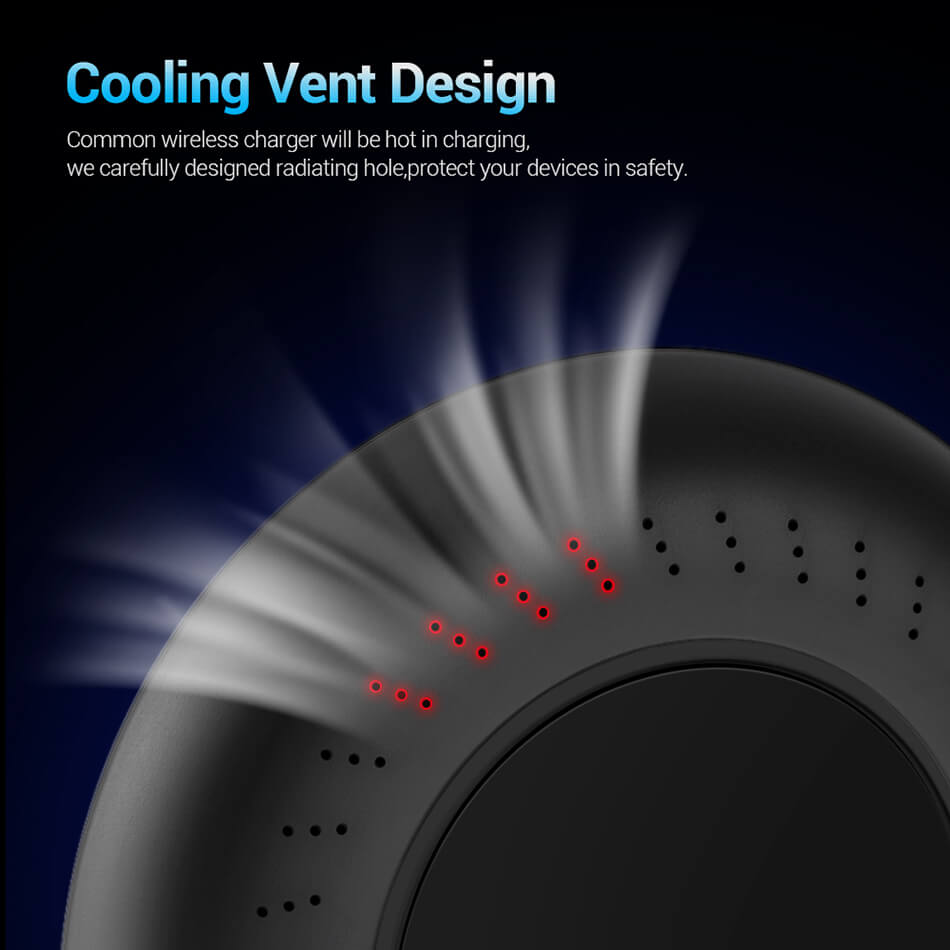 Cooling Vent Design
Common wireless charger will be hot in charging,
we carefully designed radiating hole,protect your devices in safety.